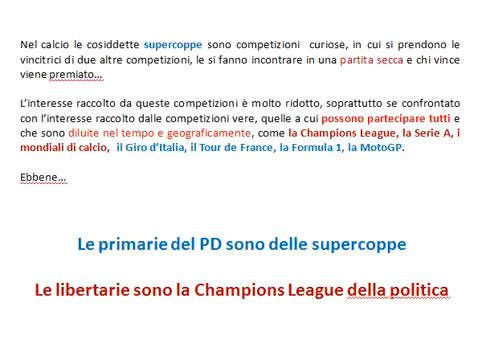 Nel calcio le cosiddette supercoppe sono competizioni curiose, in cui si prendono le
vincitrici di due altre competizioni, le si fanno incontrare in una partita secca e chi vince
viene premiato…
L’interesse raccolto da queste competizioni è molto ridotto, soprattutto se confrontato
con l’interesse raccolto dalle competizioni vere, quelle a cui possono partecipare tutti e
che sono diluite nel tempo e geograficamente, come la Champions League, la Serie A, i
mondiali di calcio, il Giro d’Italia, il Tour de France, la Formula 1, la MotoGP.
Ebbene…
Le primarie del PD sono delle supercoppe
Le libertarie sono la Champions League della politica